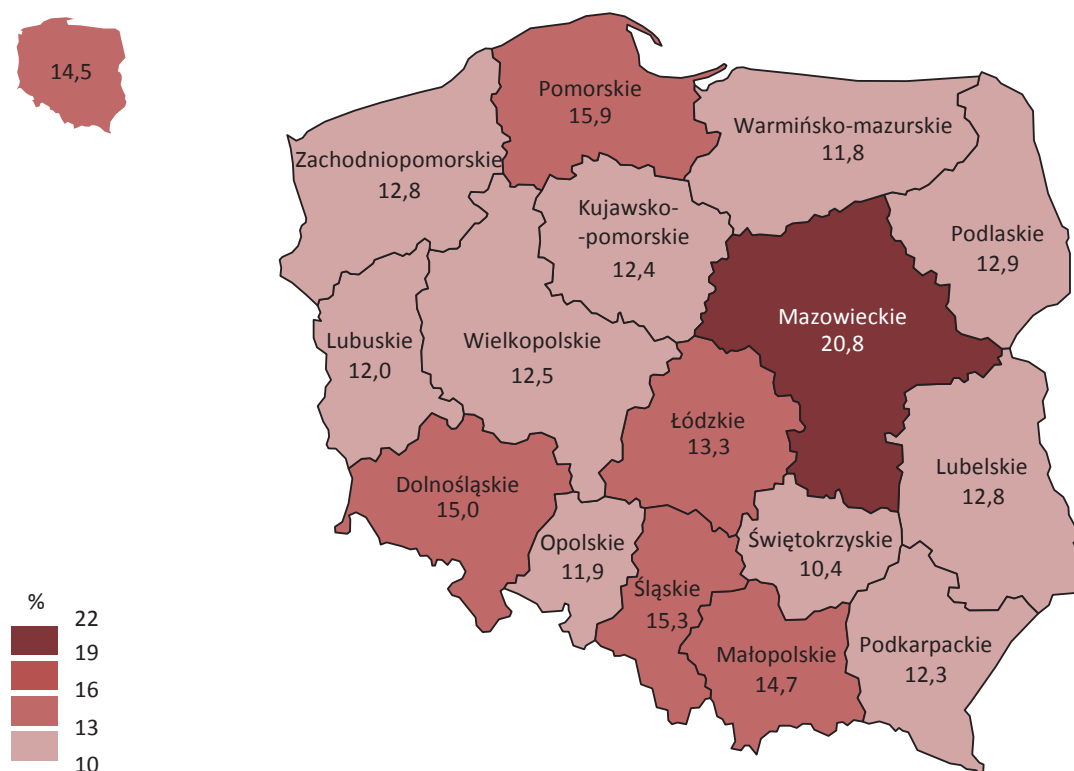 14,5
Pomorskie
15,9
Warmińsko-mazurskie
11,8
Zachodniopomorskie
12,8
Kujawsko-
-pomorskie
12,4
Podlaskie
12,9
Mazowieckie
20,8
Lubuskie
12,0
Wielkopolskie
12,5
Łódzkie
13,3
Lubelskie
12,8
Dolnośląskie
15,0
Opolskie
11,9
Świętokrzyskie
10,4
Śląskie
15,3
Małopolskie
14,7
Podkarpackie
12,3
%
22
19
16
13
10